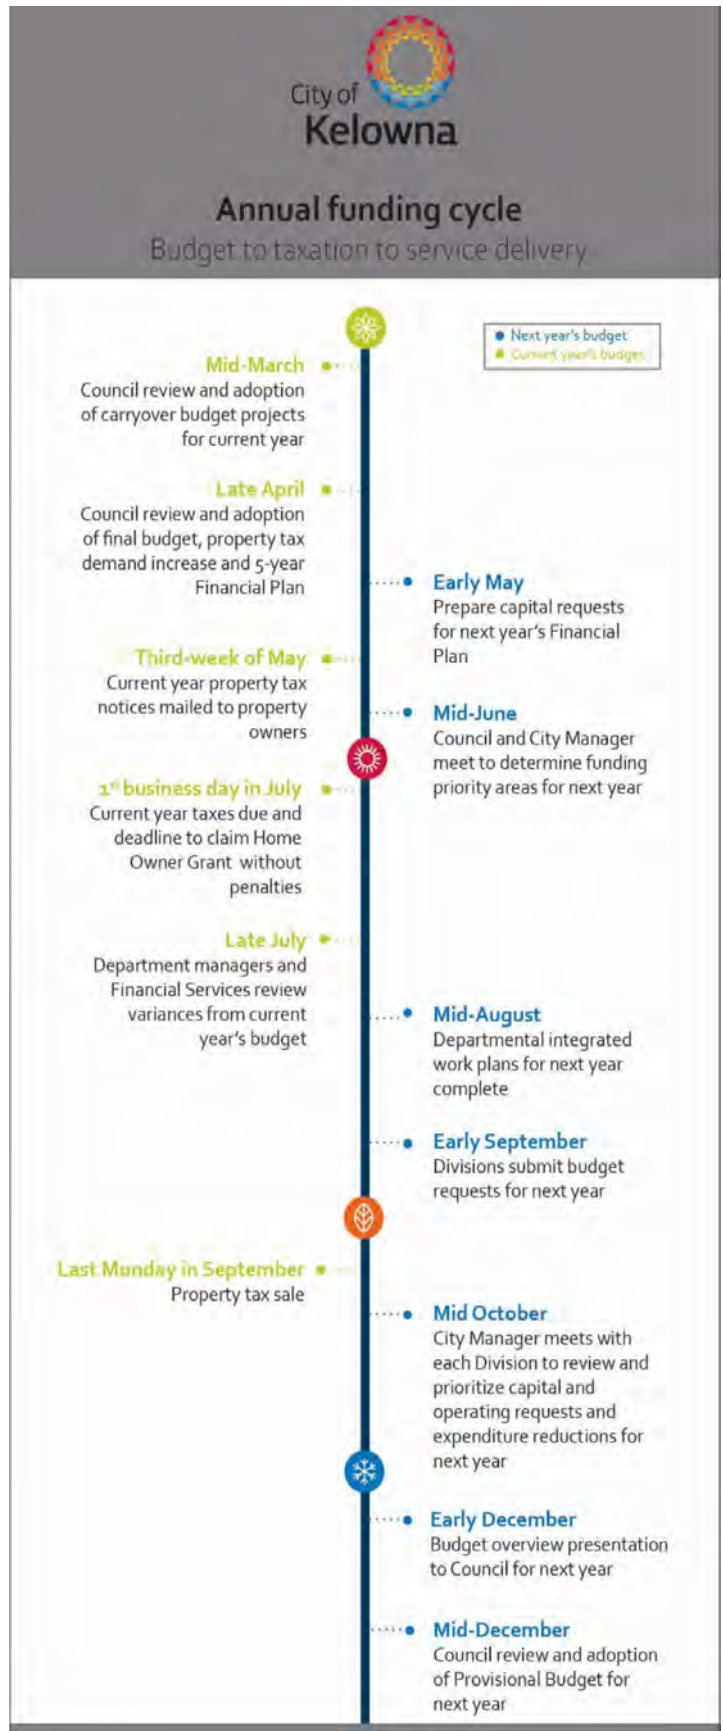 City of
Kelowna
Annual funding cycle
Budget to taxation to service delivery
Next year's budget
Current year's budget
Mid-March
Council review and adoption
of carryover budget projects
for current year
Late April
Council review and adoption
of final budget, property tax
demand increase and 5-year
Financial Plan
Early May
Prepare capital requests
for next year's Financial
Plan
Third-week of May
Current year property tax
notices mailed to property
owners
Mid-June
Council and City Manager
meet to determine funding
priority areas for next year
1st business day in July
Current year taxes due and
deadline to claim Home
Owner Grant without
penalties
Late July
Department managers and
Financial Services review
variances from current
year's budget
Mid-August
Departmental integrated
work plans for next year
complete
Early September
Divisions submit budget
requests for next year
Last Monday in September
Property tax sale
Mid October
City Manager meets with
each Division to review and
prioritize capital and
operating requests and
expenditure reductions for
next year
Early December
Budget overview presentation
to Council for next year
Mid-December
Council review and adoption
of Provisional Budget for
next year